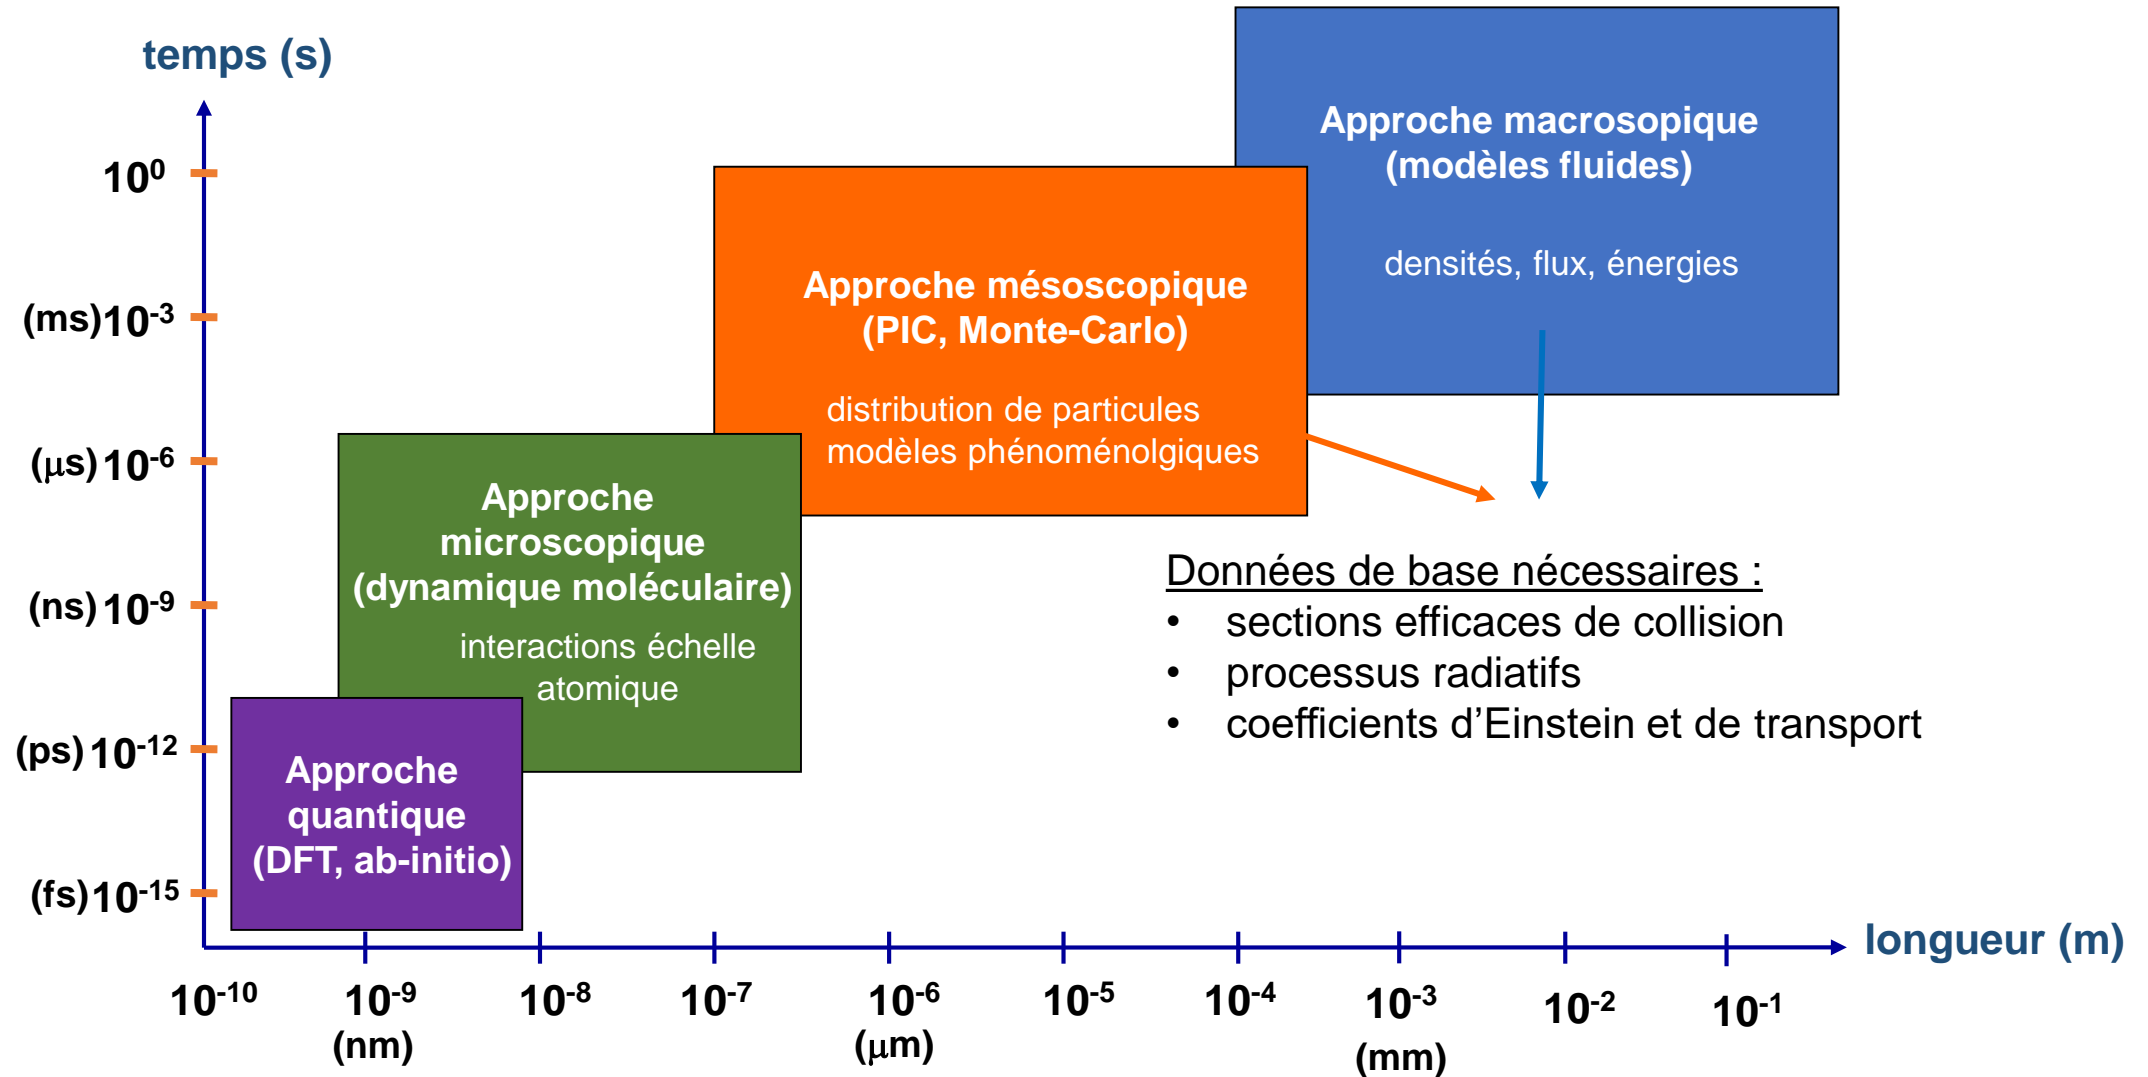 temps (s)
10⁰
(ms)10⁻³
(μs)10⁻⁶
(ns)10⁻⁹
(ps)10⁻¹²
(fs)10⁻¹⁵
Approche macrosopique
(modèles fluides)
densités, flux, énergies
Approche mésoscopique
(PIC, Monte-Carlo)
distribution de particules
modèles phénoménolgiques
Approche
microscopique
(dynamique moléculaire)
interactions échelle
atomique
Approche
quantique
(DFT, ab-initio)
Données de base nécessaires :
• sections efficaces de collision
• processus radiatifs
• coefficients d’Einstein et de transport
longueur (m)
10⁻¹⁰ 10⁻⁹ 10⁻⁸ 10⁻⁷ 10⁻⁶ 10⁻⁵ 10⁻⁴ 10⁻³ 10⁻² 10⁻¹
(nm) (μm) (mm)